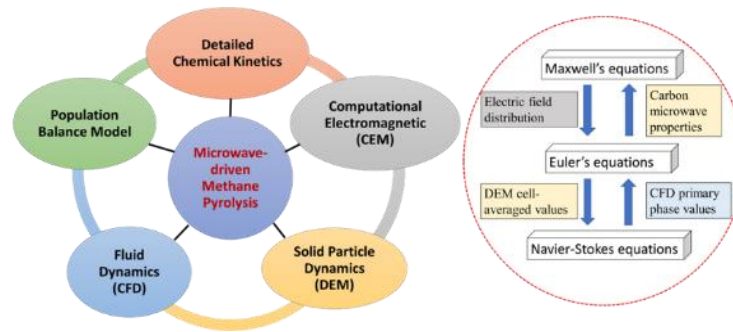 Detailed
Chemical Kinetics
Population
Balance Model
Computational
Electromagnetic
(CEM)
Microwave-
driven
Methane
Pyrolysis
Fluid
Dynamics
(CFD)
Solid Particle
Dynamics
(DEM)
Maxwell's equations
Electric field
distribution
Carbon
microwave
properties
Euler's equations
DEM cell-
averaged values
CFD primary
phase values
Navier-Stokes equations